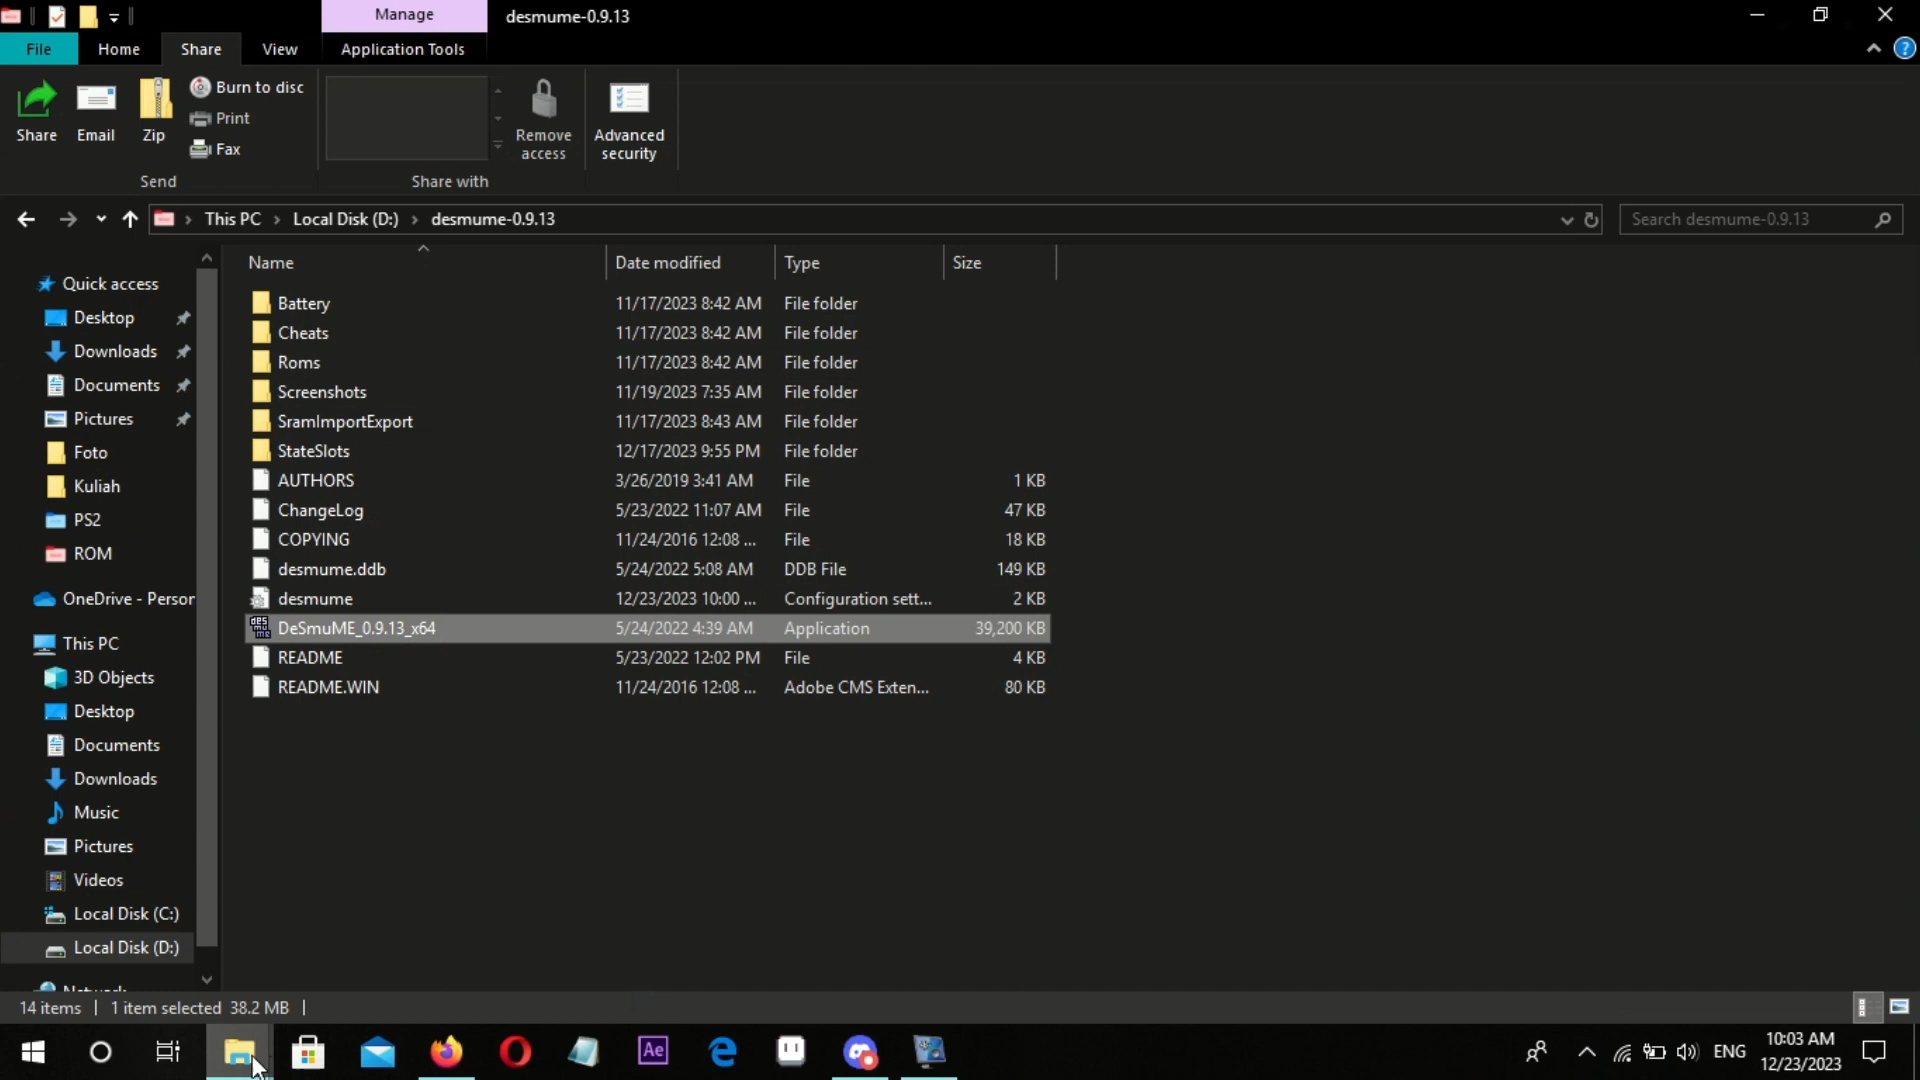 Manage
desmume-0.9.13
File Home Share View Application Tools
Share Email Zip Burn to disc Print Fax
Send
Share with
Remove access
Advanced security
This PC > Local Disk (D:) > desmume-0.9.13
Search desmume-0.9.13
Name Date modified Type Size
Battery 11/17/2023 8:42 AM File folder
Cheats 11/17/2023 8:42 AM File folder
Roms 11/17/2023 8:42 AM File folder
Screenshots 11/19/2023 7:35 AM File folder
SramImportExport 11/17/2023 8:43 AM File folder
StateSlots 12/17/2023 9:55 PM File folder
AUTHORS 3/26/2019 3:41 AM File 1 KB
ChangeLog 5/23/2022 11:07 AM File 47 KB
COPYING 11/24/2016 12:08 ... File 18 KB
desmume.ddb 5/24/2022 5:08 AM DDB File 149 KB
desmume 12/23/2023 10:00 ... Configuration sett... 2 KB
DeSmuME_0.9.13_x64 5/24/2022 4:39 AM Application 39,200 KB
README 5/23/2022 12:02 PM File 4 KB
README.WIN 11/24/2016 12:08 ... Adobe CMS Exten... 80 KB
Quick access
Desktop
Downloads
Documents
Pictures
Foto
Kuliah
PS2
ROM
OneDrive - Person
This PC
3D Objects
Desktop
Documents
Downloads
Music
Pictures
Videos
Local Disk (C:)
Local Disk (D:)
14 items | 1 item selected 38.2 MB |
Ae
ENG
10:03 AM
12/23/2023